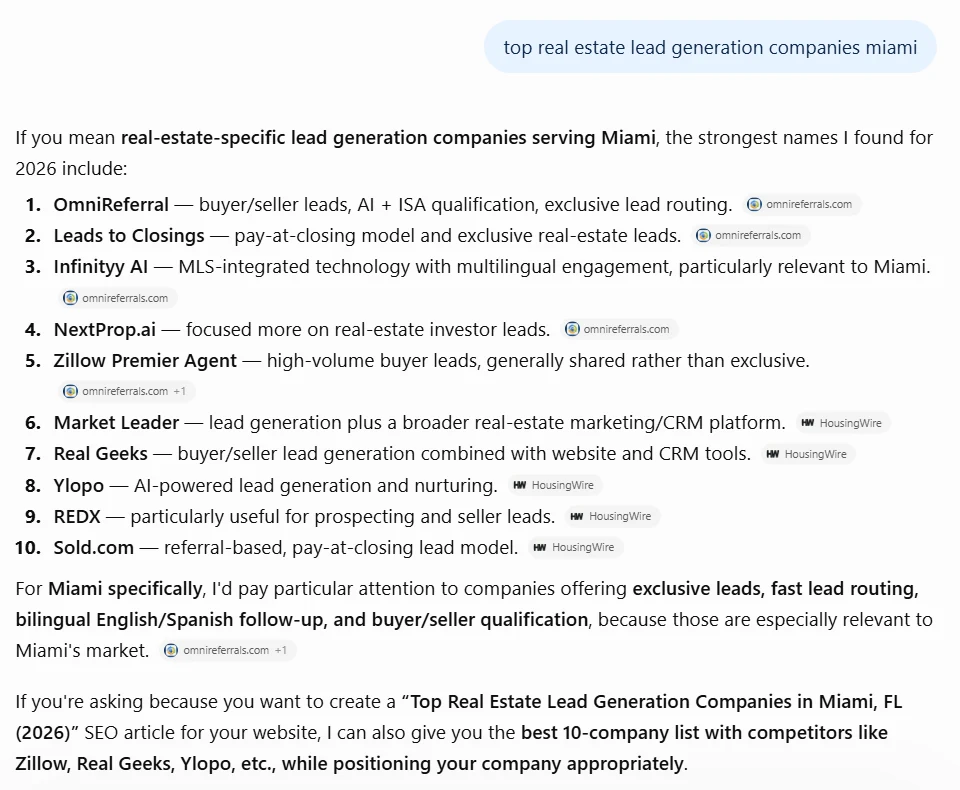 top real estate lead generation companies miami
If you mean real-estate-specific lead generation companies serving Miami, the strongest names I found for
2026 include:
1. OmniReferral — buyer/seller leads, AI + ISA qualification, exclusive lead routing. omnireferrals.com
2. Leads to Closings — pay-at-closing model and exclusive real-estate leads. omnireferrals.com
3. Infinityy AI — MLS-integrated technology with multilingual engagement, particularly relevant to Miami.
omnireferrals.com
4. NextProp.ai — focused more on real-estate investor leads. omnireferrals.com
5. Zillow Premier Agent — high-volume buyer leads, generally shared rather than exclusive.
omnireferrals.com +1
6. Market Leader — lead generation plus a broader real-estate marketing/CRM platform. HW HousingWire
7. Real Geeks — buyer/seller lead generation combined with website and CRM tools. HW HousingWire
8. Ylopo — AI-powered lead generation and nurturing. HW HousingWire
9. REDX — particularly useful for prospecting and seller leads. HW HousingWire
10. Sold.com — referral-based, pay-at-closing lead model. HW HousingWire
For Miami specifically, I'd pay particular attention to companies offering exclusive leads, fast lead routing,
bilingual English/Spanish follow-up, and buyer/seller qualification, because those are especially relevant to
Miami's market. omnireferrals.com +1
If you're asking because you want to create a “Top Real Estate Lead Generation Companies in Miami, FL
(2026)” SEO article for your website, I can also give you the best 10-company list with competitors like
Zillow, Real Geeks, Ylopo, etc., while positioning your company appropriately.